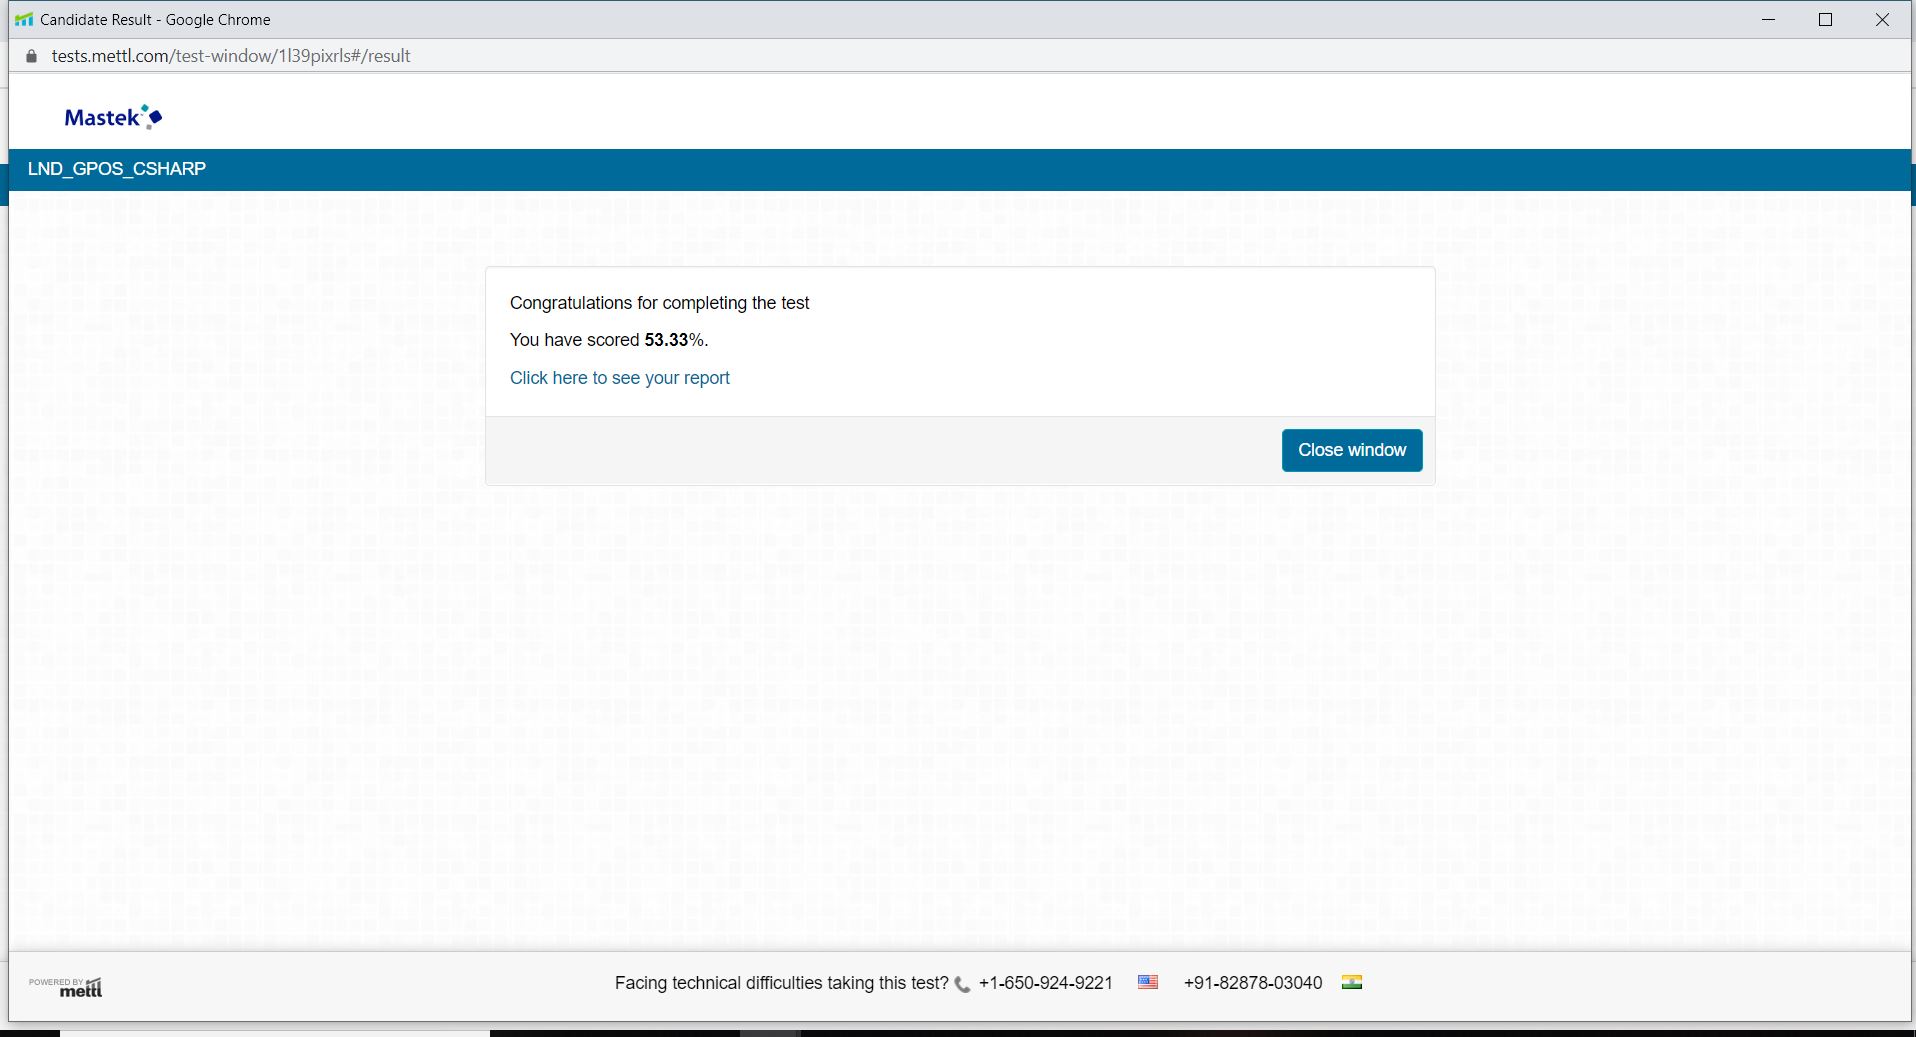 Candidate Result - Google Chrome
tests.mettl.com/test-window/1l39pixrls#/result
Mastek
LND_GPOS_CSHARP
Congratulations for completing the test
You have scored 53.33%.
Click here to see your report
Close window
POWERED BY
mettl
Facing technical difficulties taking this test? +1-650-924-9221 +91-82878-03040